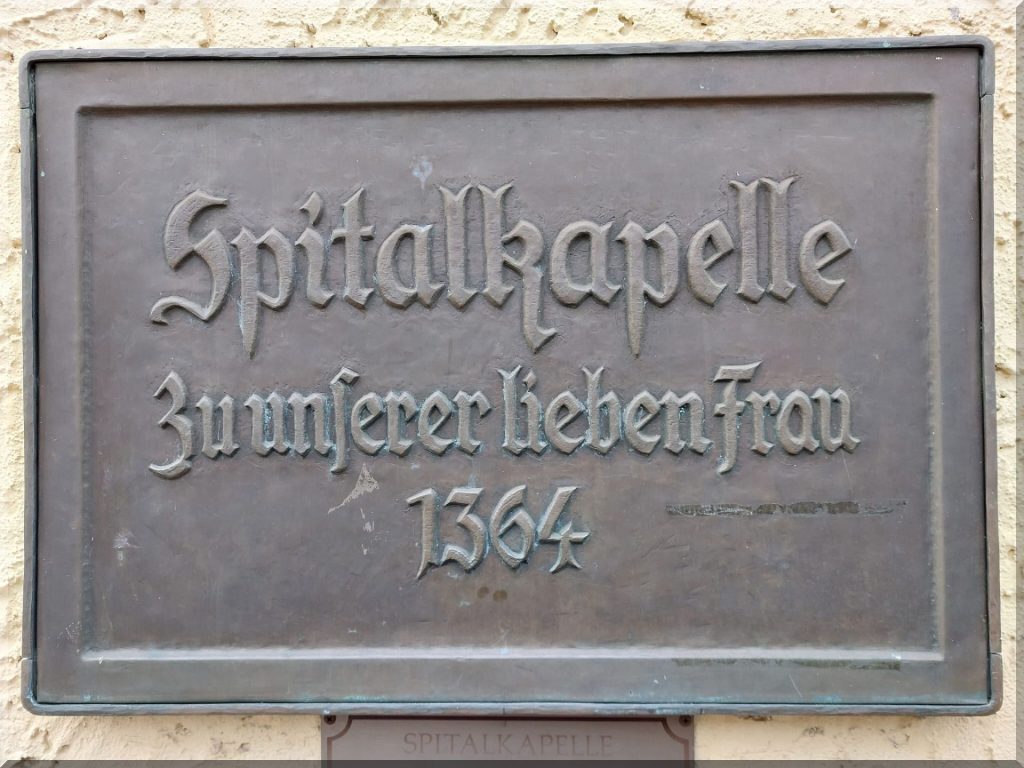 Spitalkapelle
Zu unſerer lieben Frau
1364
SPITALKAPELLE